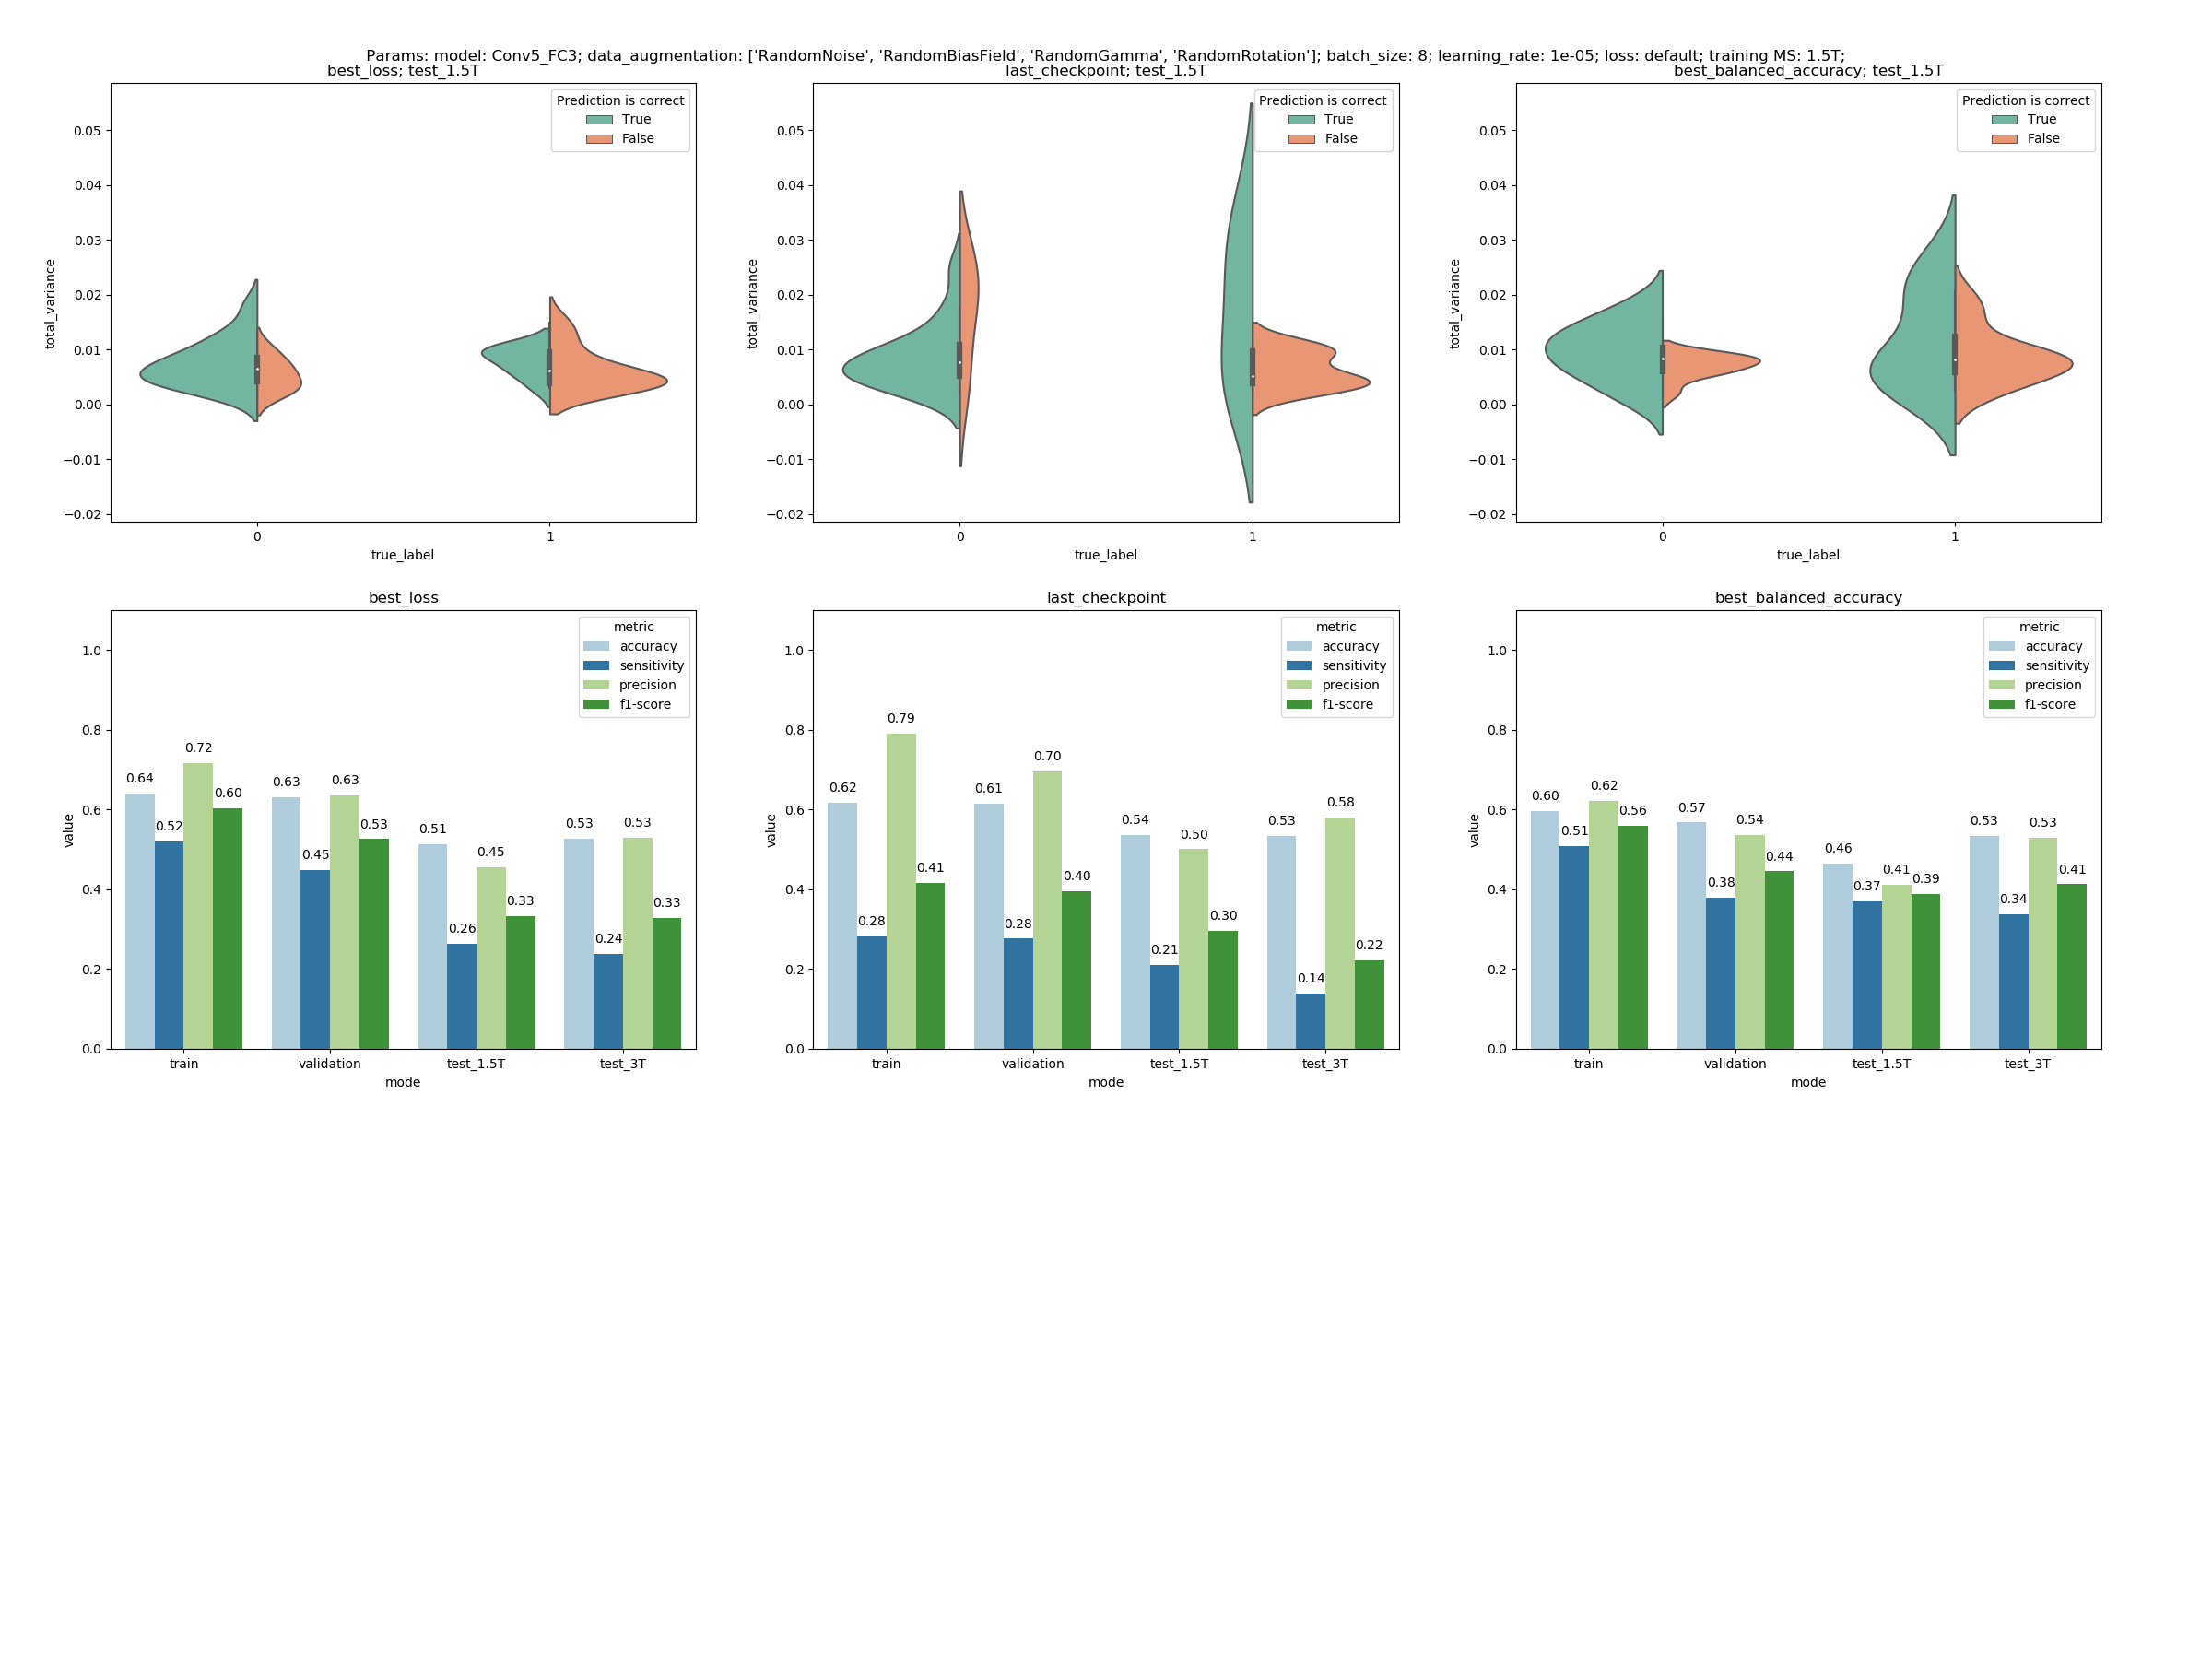 Params: model: Conv5_FC3; data_augmentation: ['RandomNoise', 'RandomBiasField', 'RandomGamma', 'RandomRotation']; batch_size: 8; learning_rate: 1e-05; loss: default; training MS: 1.5T;
best_loss; test_1.5T
total_variance
0.05
0.04
0.03
0.02
0.01
0.00
−0.01
−0.02
0 1
true_label
Prediction is correct
True
False
last_checkpoint; test_1.5T
total_variance
0.05
0.04
0.03
0.02
0.01
0.00
−0.01
−0.02
0 1
true_label
Prediction is correct
True
False
best_balanced_accuracy; test_1.5T
total_variance
0.05
0.04
0.03
0.02
0.01
0.00
−0.01
−0.02
0 1
true_label
Prediction is correct
True
False
best_loss
value
1.0
0.8
0.6
0.4
0.2
0.0
metric
accuracy
sensitivity
precision
f1-score
0.64 0.52 0.72 0.60
0.63 0.45 0.63 0.53
0.51 0.26 0.45 0.33
0.53 0.24 0.53 0.33
train validation test_1.5T test_3T
mode
last_checkpoint
value
1.0
0.8
0.6
0.4
0.2
0.0
metric
accuracy
sensitivity
precision
f1-score
0.62 0.28 0.79 0.41
0.61 0.28 0.70 0.40
0.54 0.21 0.50 0.30
0.53 0.14 0.58 0.22
train validation test_1.5T test_3T
mode
best_balanced_accuracy
value
1.0
0.8
0.6
0.4
0.2
0.0
metric
accuracy
sensitivity
precision
f1-score
0.60 0.51 0.62 0.56
0.57 0.38 0.54 0.44
0.46 0.37 0.41 0.39
0.53 0.34 0.53 0.41
train validation test_1.5T test_3T
mode